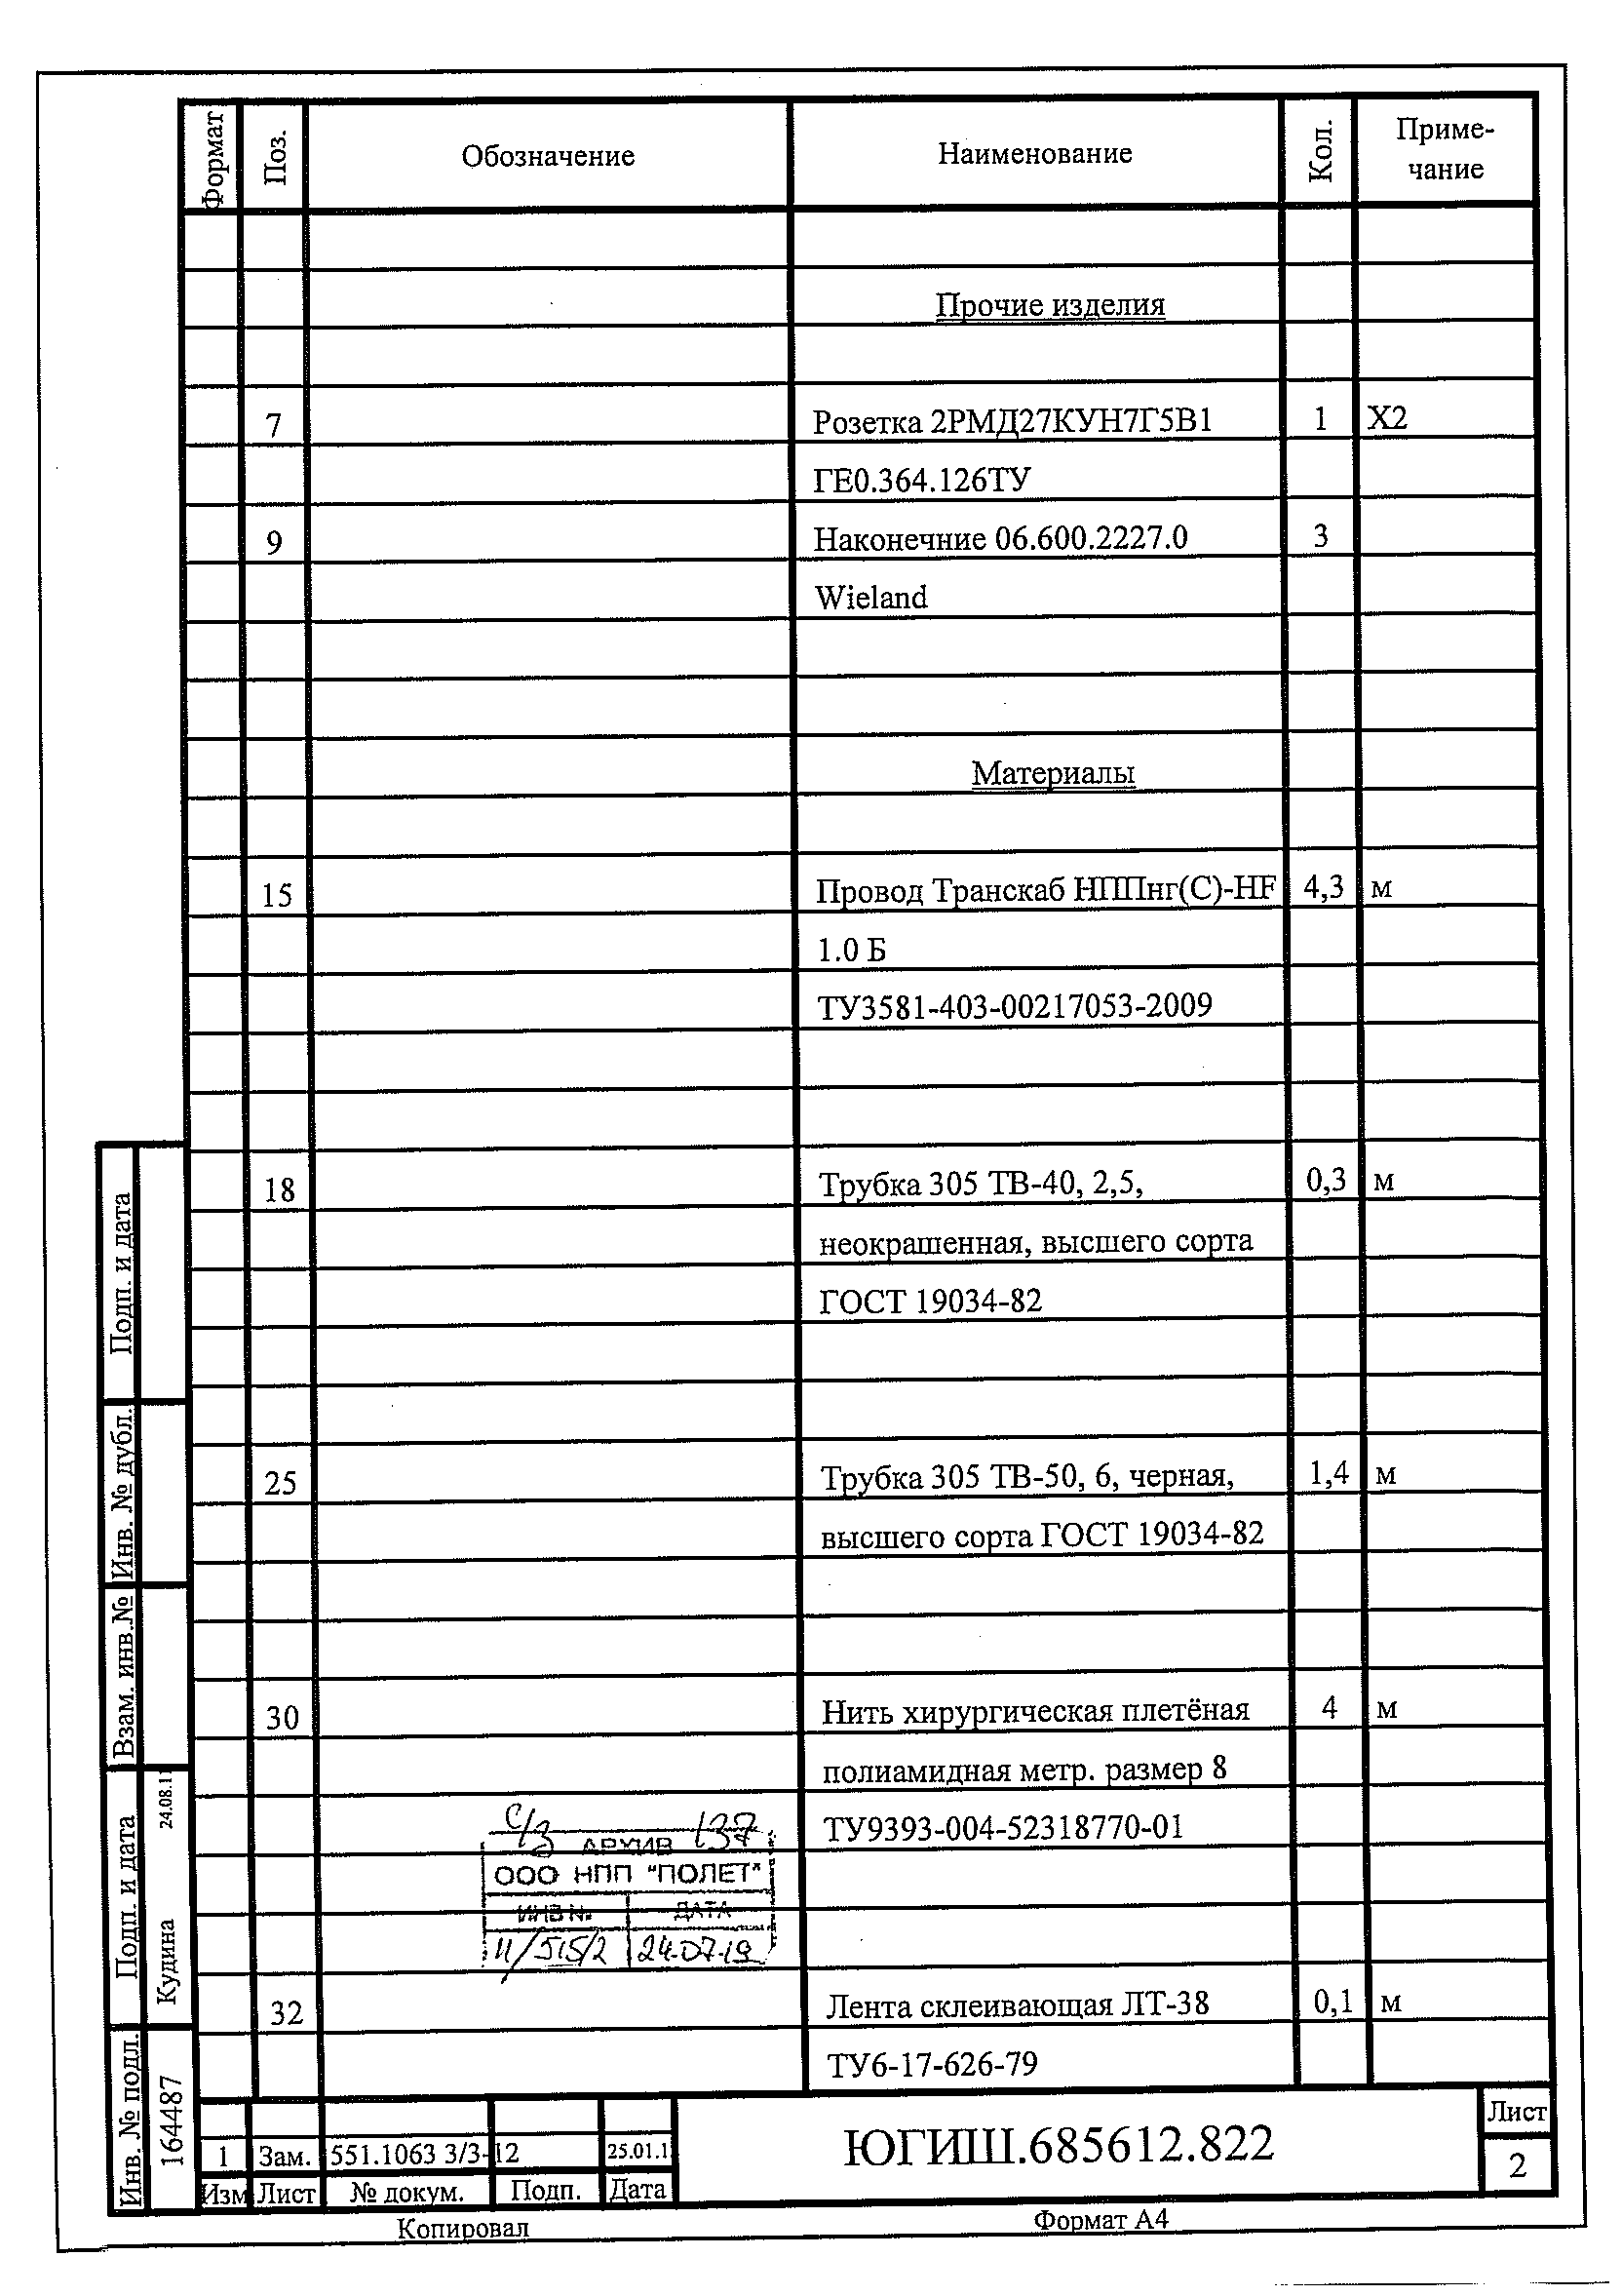 Формат Поз. Обозначение Наименование Кол. Приме-
чание
Прочие изделия
7 Розетка 2РМД27КУН7Г5В1 1 Х2
ГЕ0.364.126ТУ
9 Наконечние 06.600.2227.0 3
Wieland
Материалы
15 Провод Транскаб НППнг(С)-HF 4,3 м
1.0 Б
ТУ3581-403-00217053-2009
18 Трубка 305 ТВ-40, 2,5, 0,3 м
неокрашенная, высшего сорта
ГОСТ 19034-82
25 Трубка 305 ТВ-50, 6, черная, 1,4 м
высшего сорта ГОСТ 19034-82
30 Нить хирургическая плетёная 4 м
полиамидная метр. размер 8
ТУ9393-004-52318770-01
с/з АРХИВ 137
ООО НПП "ПОЛЕТ"
ИНВ N. ДАТА
11/515/2 24.07.19
32 Лента склеивающая ЛТ-38 0,1 м
ТУ6-17-626-79
Подп. и дата
Инв. № дубл.
Взам. инв.№
Подп. и дата Кудина 24.08.11
Инв. № подл. 164487
1 Зам. 551.1063 3/3-12 25.01.1
Изм Лист № докум. Подп. Дата
ЮГИШ.685612.822
Лист
2
Копировал Формат А4